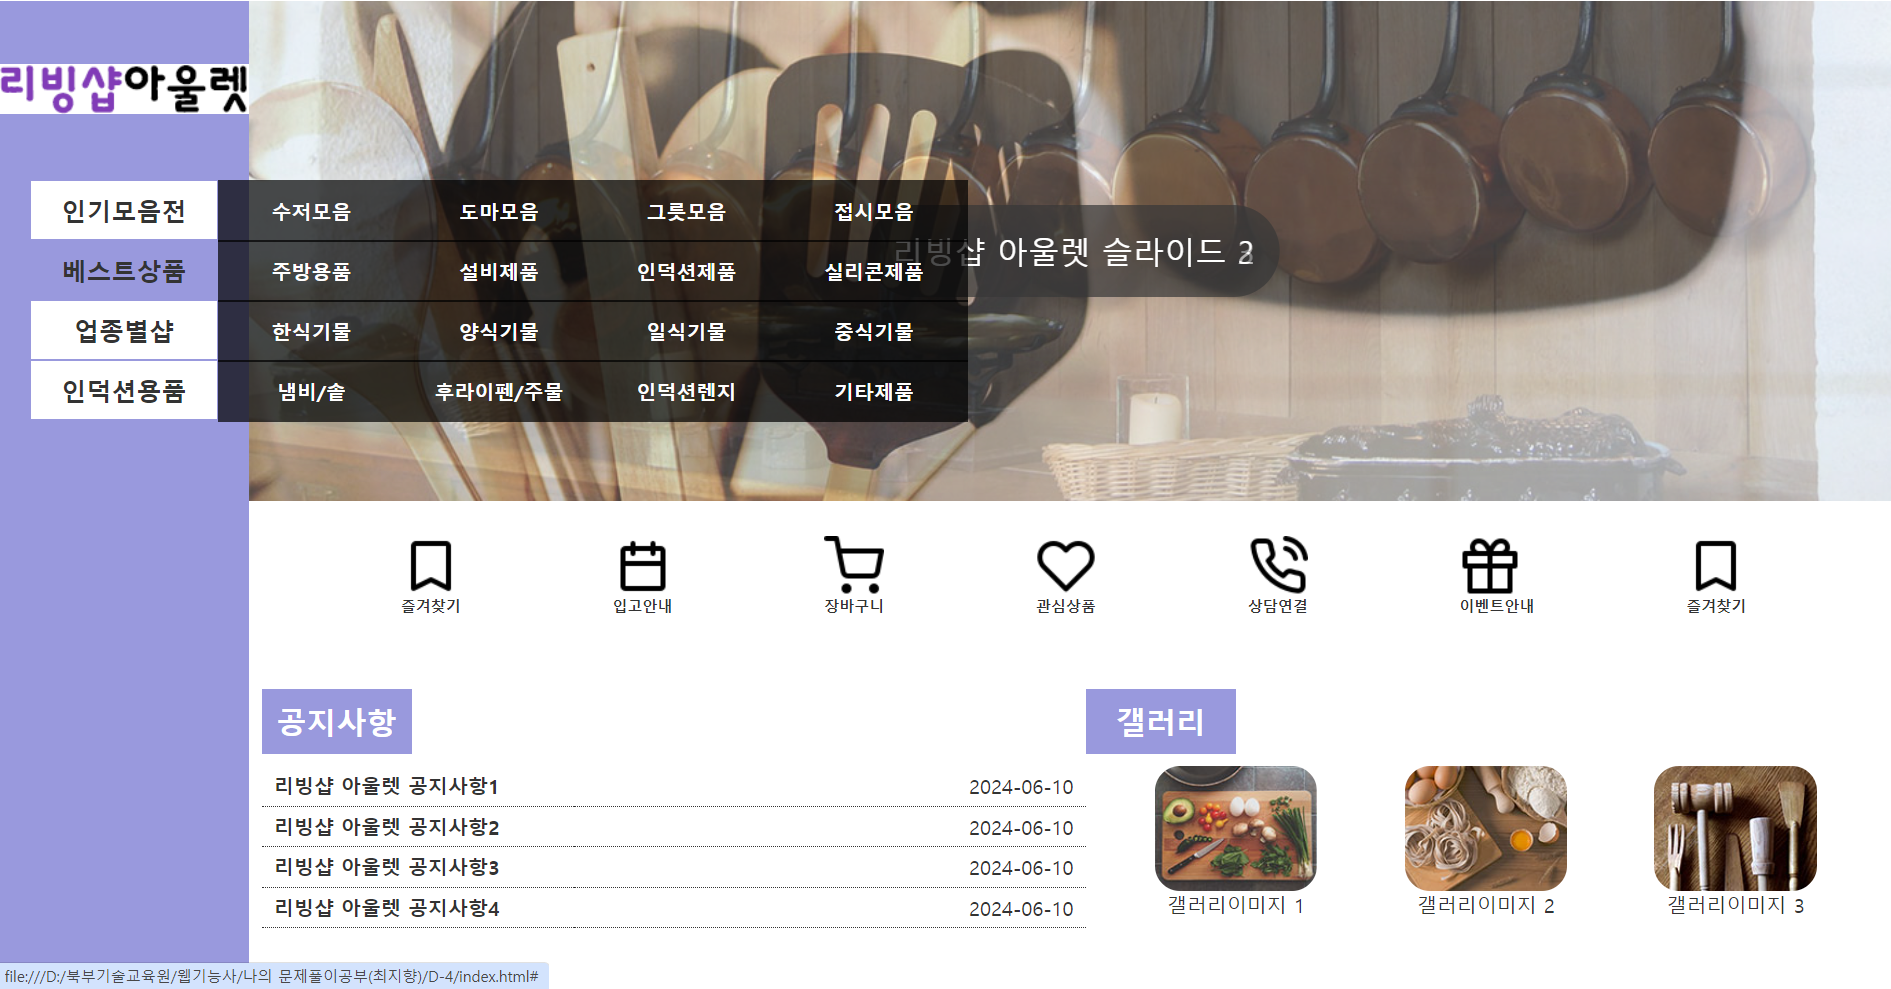 리빙샵아울렛
인기모음전 수저모음 도마모음 그릇모음 접시모음
리빙샵 아울렛 슬라이드 3
베스트상품 주방용품 설비제품 인덕션제품 실리콘제품
업종별샵 한식기물 양식기물 일식기물 중식기물
인덕션용품 냄비/솥 후라이펜/주물 인덕션렌지 기타제품
즐겨찾기 입고안내 장바구니 관심상품 상담연결 이벤트안내 즐겨찾기
공지사항
리빙샵 아울렛 공지사항1 2024-06-10
리빙샵 아울렛 공지사항2 2024-06-10
리빙샵 아울렛 공지사항3 2024-06-10
리빙샵 아울렛 공지사항4 2024-06-10
갤러리
갤러리이미지 1 갤러리이미지 2 갤러리이미지 3
file:///D:/북부기술교육원/웹기능사/나의 문제풀이공부(최지향)/D-4/index.html#